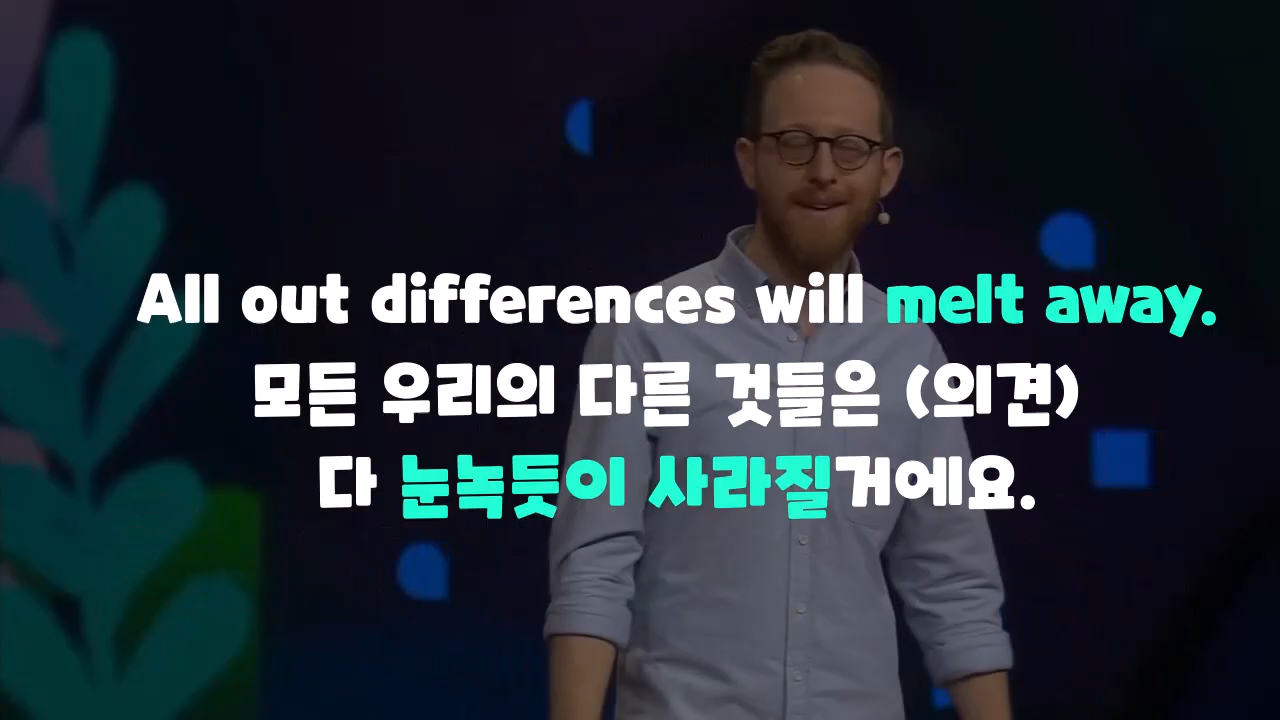 All out differences will melt away.
모든 우리의 다른 것들은 (의견)
다 눈녹듯이 사라질거에요.